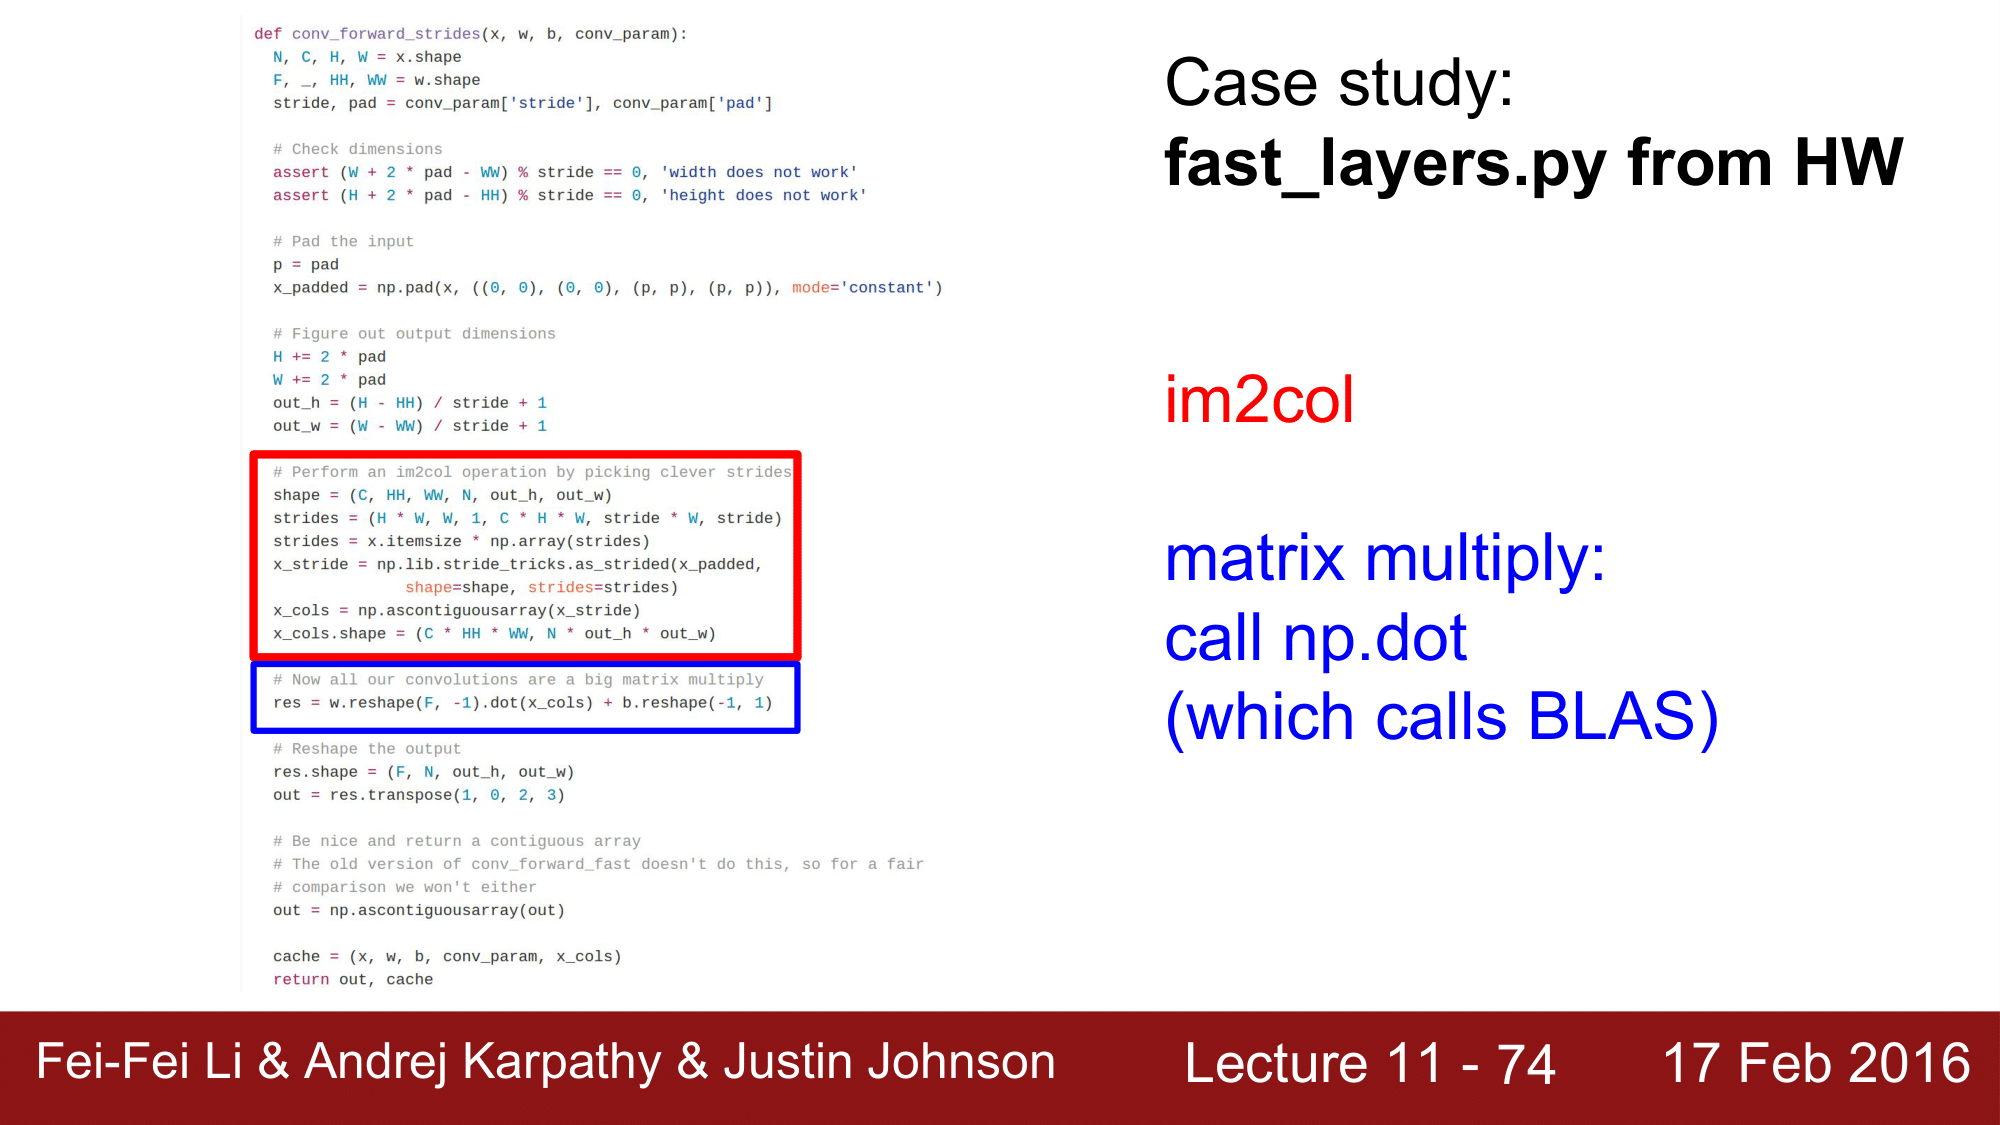 def conv_forward_strides(x, w, b, conv_param):
  N, C, H, W = x.shape
  F, _, HH, WW = w.shape
  stride, pad = conv_param['stride'], conv_param['pad']

  # Check dimensions
  assert (W + 2 * pad - WW) % stride == 0, 'width does not work'
  assert (H + 2 * pad - HH) % stride == 0, 'height does not work'

  # Pad the input
  p = pad
  x_padded = np.pad(x, ((0, 0), (0, 0), (p, p), (p, p)), mode='constant')

  # Figure out output dimensions
  H += 2 * pad
  W += 2 * pad
  out_h = (H - HH) / stride + 1
  out_w = (W - WW) / stride + 1

  # Perform an im2col operation by picking clever strides
  shape = (C, HH, WW, N, out_h, out_w)
  strides = (H * W, W, 1, C * H * W, stride * W, stride)
  strides = x.itemsize * np.array(strides)
  x_stride = np.lib.stride_tricks.as_strided(x_padded,
                shape=shape, strides=strides)
  x_cols = np.ascontiguousarray(x_stride)
  x_cols.shape = (C * HH * WW, N * out_h * out_w)

  # Now all our convolutions are a big matrix multiply
  res = w.reshape(F, -1).dot(x_cols) + b.reshape(-1, 1)

  # Reshape the output
  res.shape = (F, N, out_h, out_w)
  out = res.transpose(1, 0, 2, 3)

  # Be nice and return a contiguous array
  # The old version of conv_forward_fast doesn't do this, so for a fair
  # comparison we won't either
  out = np.ascontiguousarray(out)

  cache = (x, w, b, conv_param, x_cols)
  return out, cache
Case study:
fast_layers.py from HW
im2col
matrix multiply:
call np.dot
(which calls BLAS)
Fei-Fei Li & Andrej Karpathy & Justin Johnson
Lecture 11 - 74
17 Feb 2016